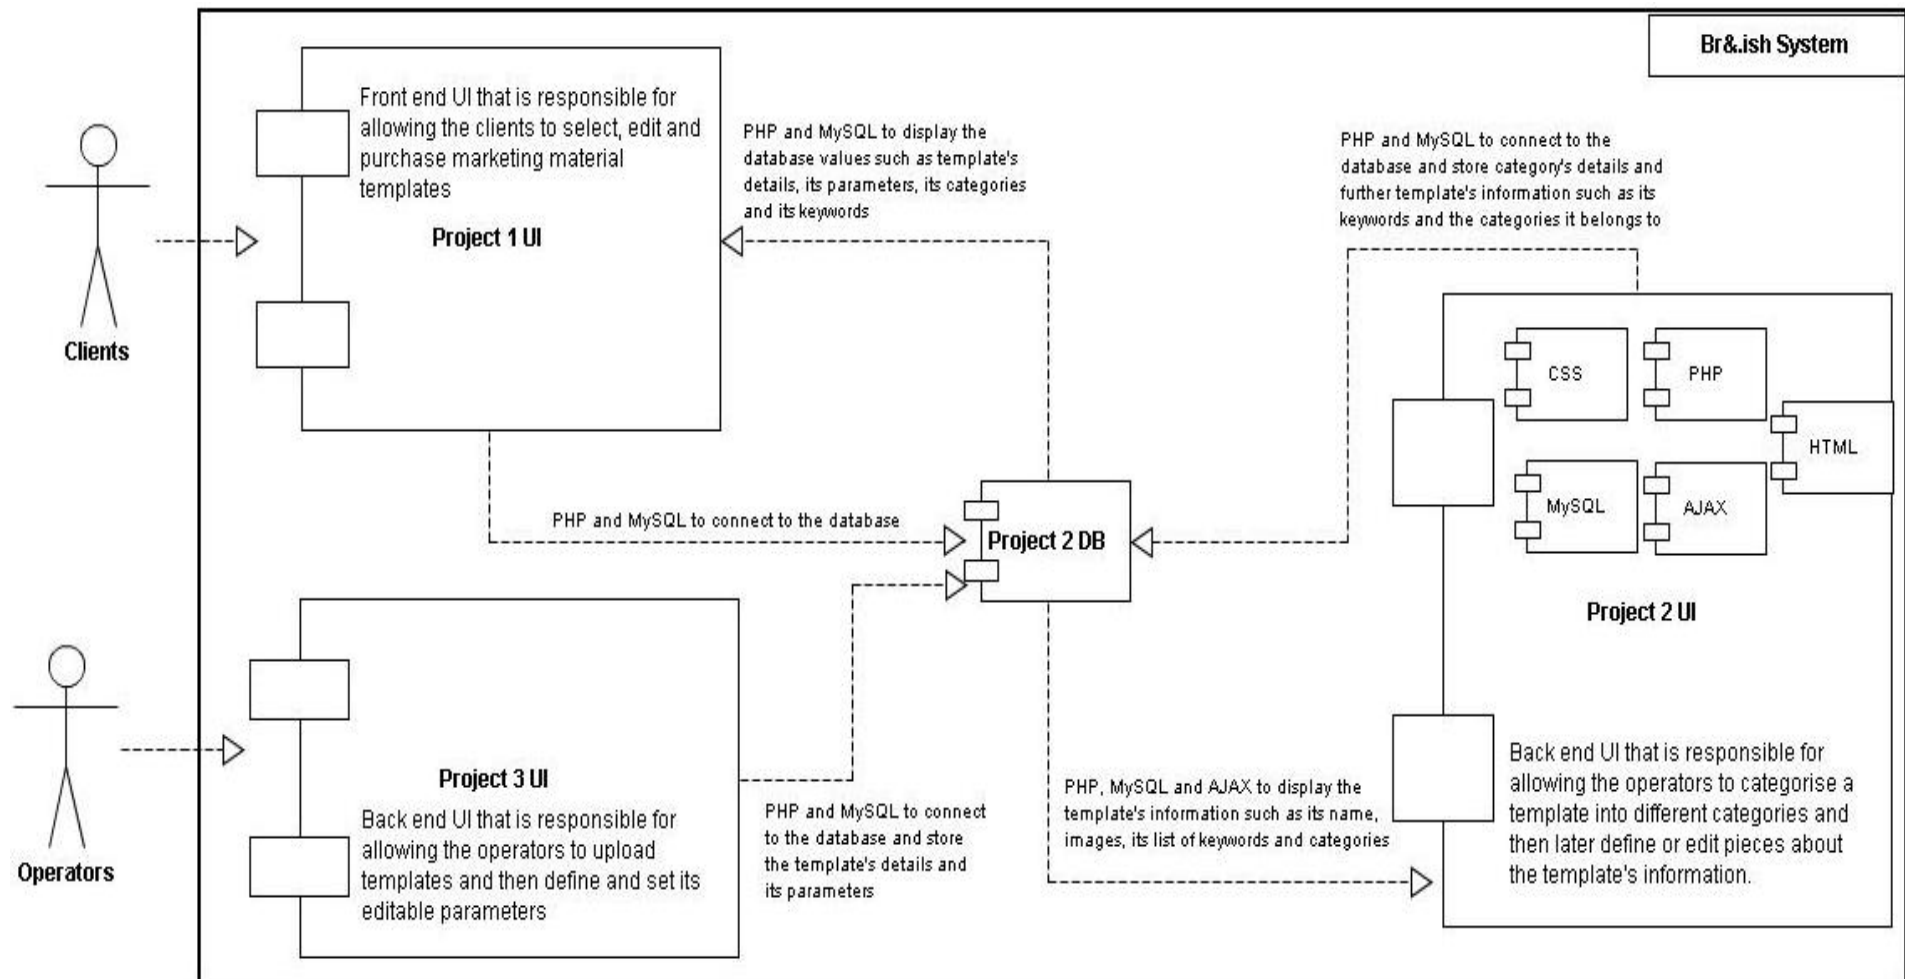 Br&.ish System
Front end UI that is responsible for
allowing the clients to select, edit and
purchase marketing material
templates
Project 1 UI
Clients
PHP and MySQL to display the
database values such as template's
details, its parameters, its categories
and its keywords
PHP and MySQL to connect to the
database and store category's details and
further template's information such as its
keywords and the categories it belongs to
CSS
PHP
HTML
MySQL
AJAX
Project 2 UI
PHP and MySQL to connect to the database
Project 2 DB
Operators
Project 3 UI
Back end UI that is responsible for
allowing the operators to upload
templates and then define and set its
editable parameters
PHP and MySQL to connect
to the database and store
the template's details and
its parameters
PHP, MySQL and AJAX to display the
template's information such as its name,
images, its list of keywords and categories
Back end UI that is responsible for
allowing the operators to categorise a
template into different categories and
then later define or edit pieces about
the template's information.